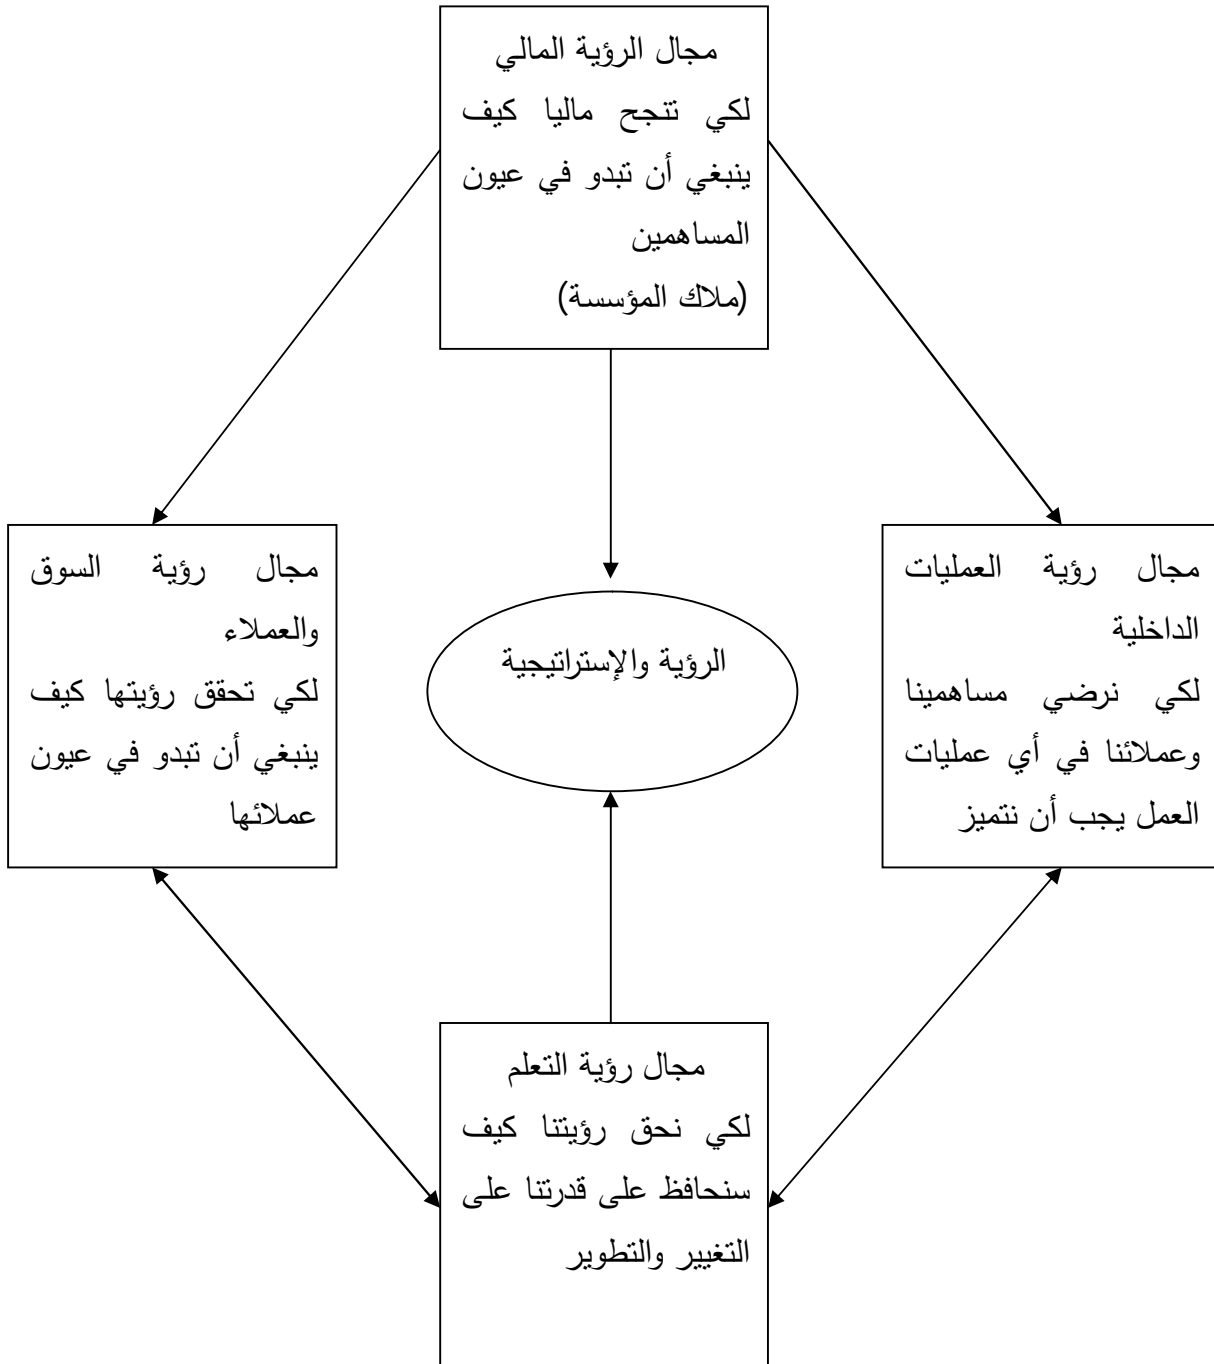 مجال الرؤية المالي
لكي تتجح ماليا كيف
ينبغي أن تبدو في عيون
المساهمين
(ملاك المؤسسة)
مجال رؤية العمليات
الداخلية
لكي نرضي مساهمينا
وعملائنا في أي عمليات
العمل يجب أن نتميز
الرؤية والإستراتيجية
مجال رؤية السوق
والعملاء
لكي تحقق رؤيتها كيف
ينبغي أن تبدو في عيون
عملائها
مجال رؤية التعلم
لكي نحق رؤيتنا كيف
سنحافظ على قدرتنا على
التغيير والتطوير